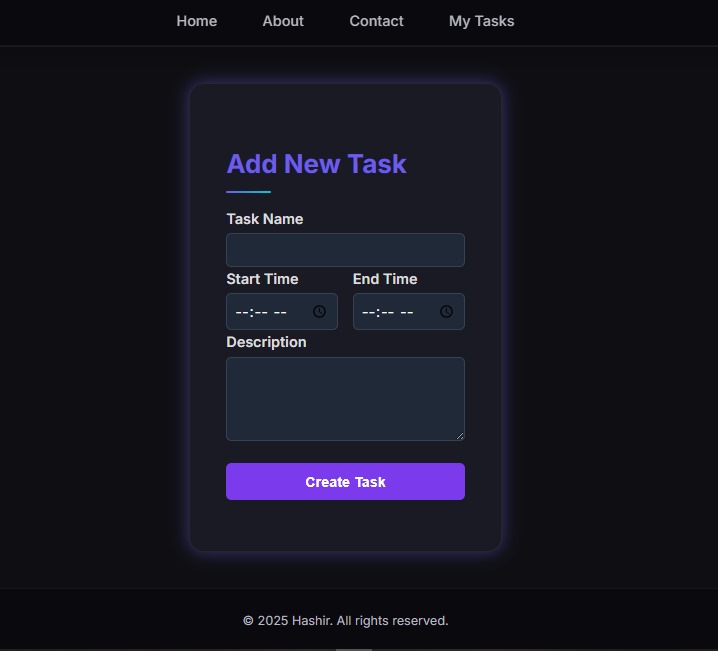 Home About Contact My Tasks
Add New Task
Task Name
Start Time End Time
--:-- -- --:-- --
Description
Create Task
© 2025 Hashir. All rights reserved.